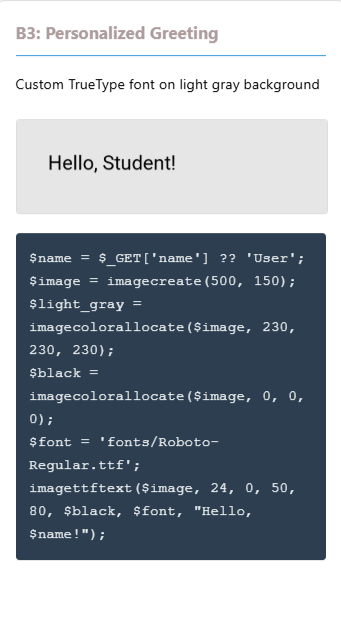 B3: Personalized Greeting
Custom TrueType font on light gray background
Hello, Student!
$name = $_GET['name'] ?? 'User';
$image = imagecreate(500, 150);
$light_gray =
imagecolorallocate($image, 230,
230, 230);
$black =
imagecolorallocate($image, 0, 0,
0);
$font = 'fonts/Roboto-
Regular.ttf';
imagettftext($image, 24, 0, 50,
80, $black, $font, "Hello,
$name!");